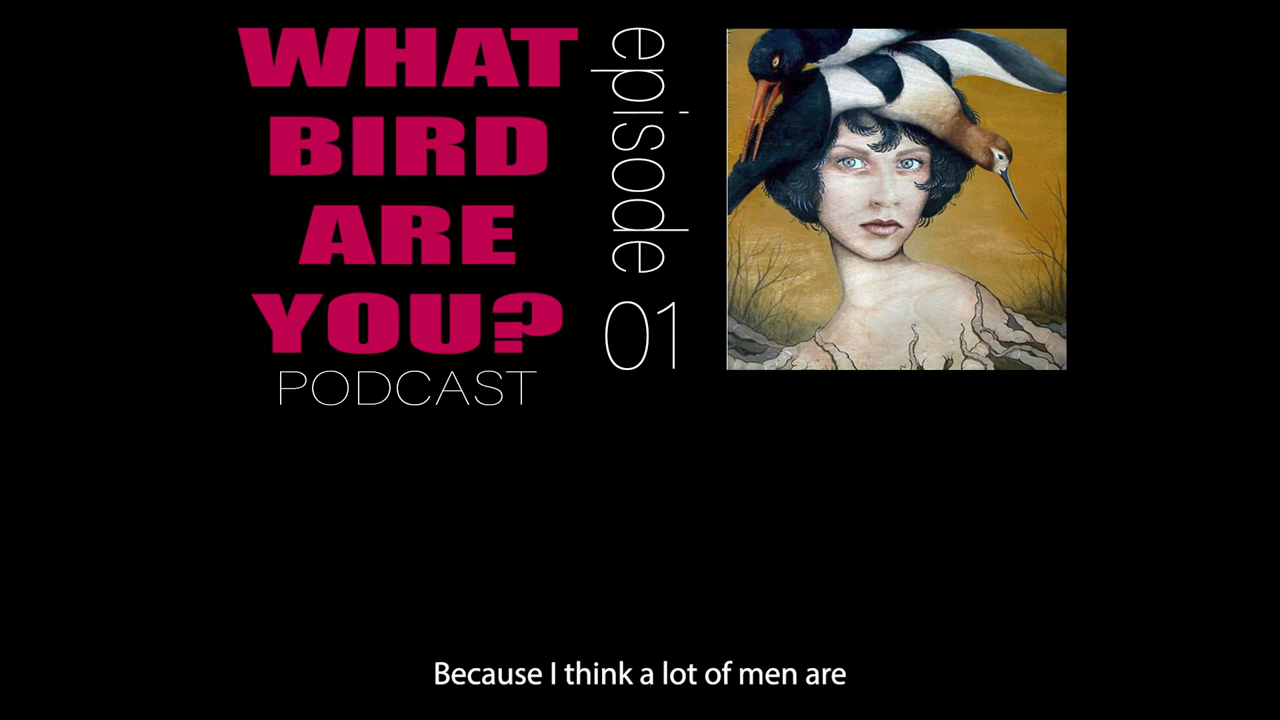 WHAT
BIRD
ARE
YOU?
PODCAST
episode 01
Because I think a lot of men are